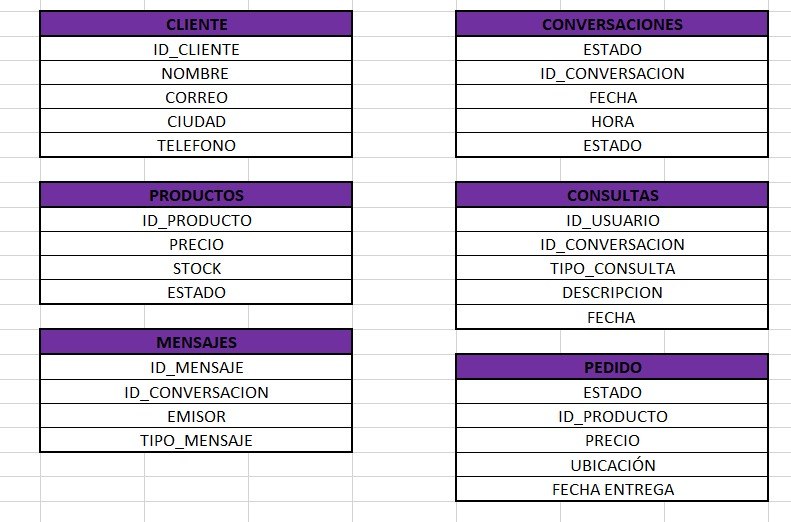 CLIENTE
ID_CLIENTE
NOMBRE
CORREO
CIUDAD
TELEFONO
PRODUCTOS
ID_PRODUCTO
PRECIO
STOCK
ESTADO
MENSAJES
ID_MENSAJE
ID_CONVERSACION
EMISOR
TIPO_MENSAJE
CONVERSACIONES
ESTADO
ID_CONVERSACION
FECHA
HORA
ESTADO
CONSULTAS
ID_USUARIO
ID_CONVERSACION
TIPO_CONSULTA
DESCRIPCION
FECHA
PEDIDO
ESTADO
ID_PRODUCTO
PRECIO
UBICACIÓN
FECHA ENTREGA